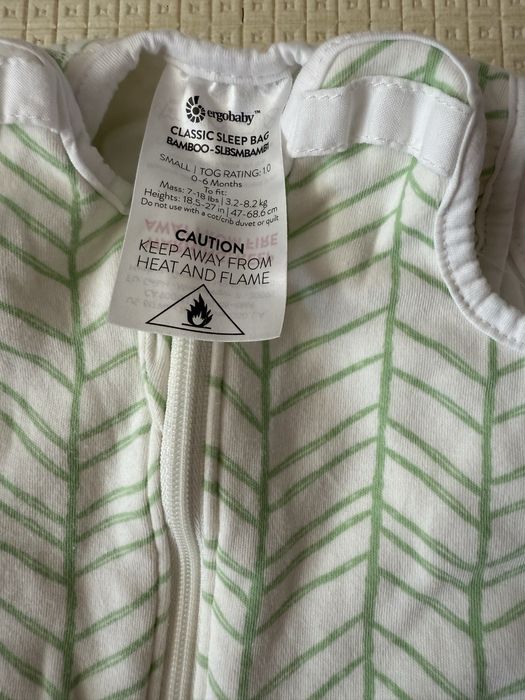 ergobaby™
CLASSIC SLEEP BAG
BAMBOO-SLBSMBAMB1
SMALL | TOG RATING: 1.0
0-6 Months
To fit:
Mass: 7-18 lbs | 3.2-8.2 kg
Heights: 18.5-27 in | 47-68.6 cm
Do not use with a cot/crib duvet or quilt
CAUTION
KEEP AWAY FROM
HEAT AND FLAME